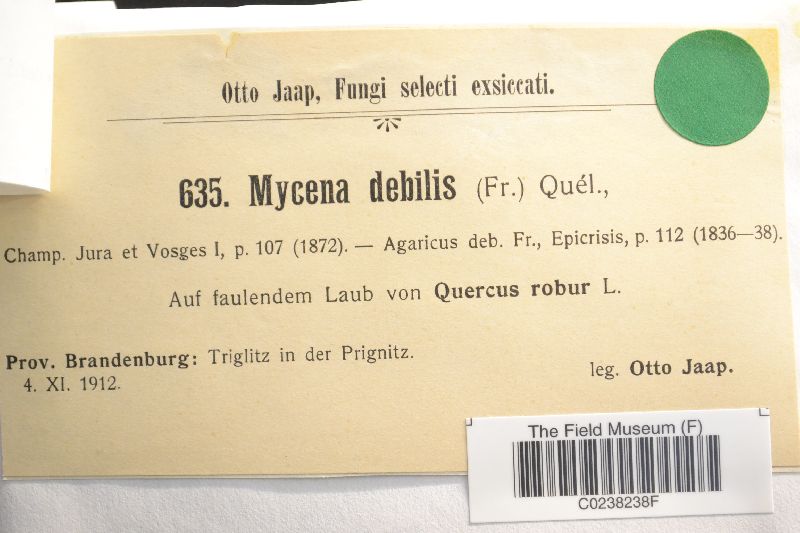 Otto Jaap, Fungi selecti exsiccati.
635. Mycena debilis (Fr.) Quél.,
Champ. Jura et Vosges I, p. 107 (1872). — Agaricus deb. Fr., Epicrisis, p. 112 (1836—38).
Auf faulendem Laub von Quercus robur L.
Prov. Brandenburg: Triglitz in der Prignitz.
4. XI. 1912.
leg. Otto Jaap.
The Field Museum (F)
C0238238F